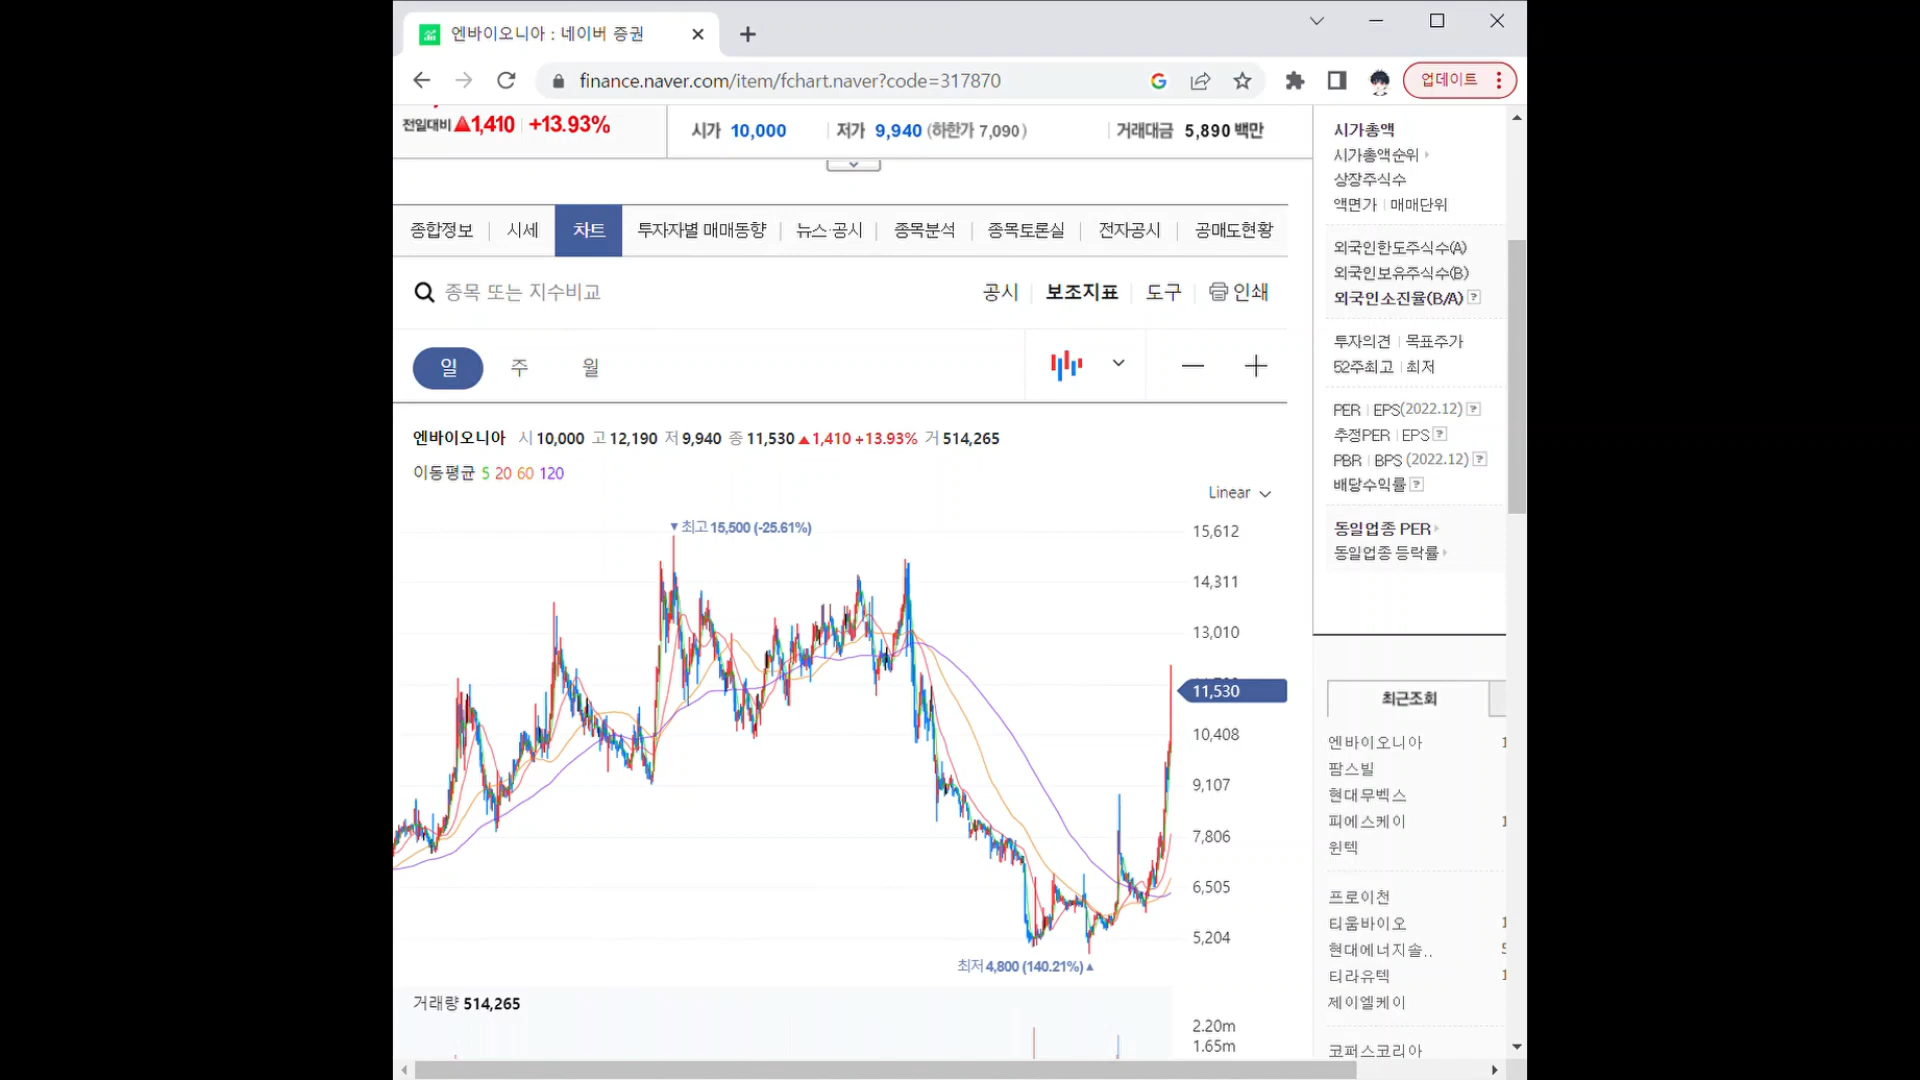 엔바이오니아 : 네이버 증권
finance.naver.com/item/fchart.naver?code=317870
업데이트
전일대비 ▲1,410 +13.93%
시가 10,000 저가 9,940 (하한가 7,090) 거래대금 5,890 백만
종합정보 시세 차트 투자자별 매매동향 뉴스·공시 종목분석 종목토론실 전자공시 공매도현황
종목 또는 지수비교
공시 보조지표 도구 인쇄
일 주 월
엔바이오니아 시 10,000 고 12,190 저 9,940 종 11,530 ▲1,410 +13.93% 거 514,265
이동평균 5 20 60 120
Linear
▼최고 15,500 (-25.61%)
15,612
14,311
13,010
11,530
10,408
9,107
7,806
6,505
5,204
최저 4,800 (140.21%)▲
거래량 514,265
2.20m
1.65m
시가총액
시가총액순위
상장주식수
액면가 매매단위
외국인한도주식수(A)
외국인보유주식수(B)
외국인소진율(B/A) ?
투자의견 목표주가
52주최고 최저
PER EPS(2022.12) ?
추정PER EPS ?
PBR BPS (2022.12) ?
배당수익률 ?
동일업종 PER
동일업종 등락률
최근조회
엔바이오니아 1
팜스빌
현대무벡스
피에스케이 1
윈텍
프로이천
티움바이오 1
현대에너지솔.. 5
티라유텍 1
제이엘케이
코퍼스코리아